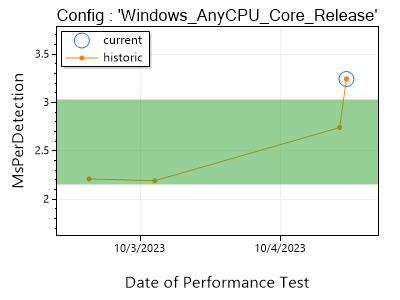 Config : 'Windows_AnyCPU_Core_Release'
current
historic
3.5
3
2.5
2
MsPerDetection
10/3/2023
10/4/2023
Date of Performance Test